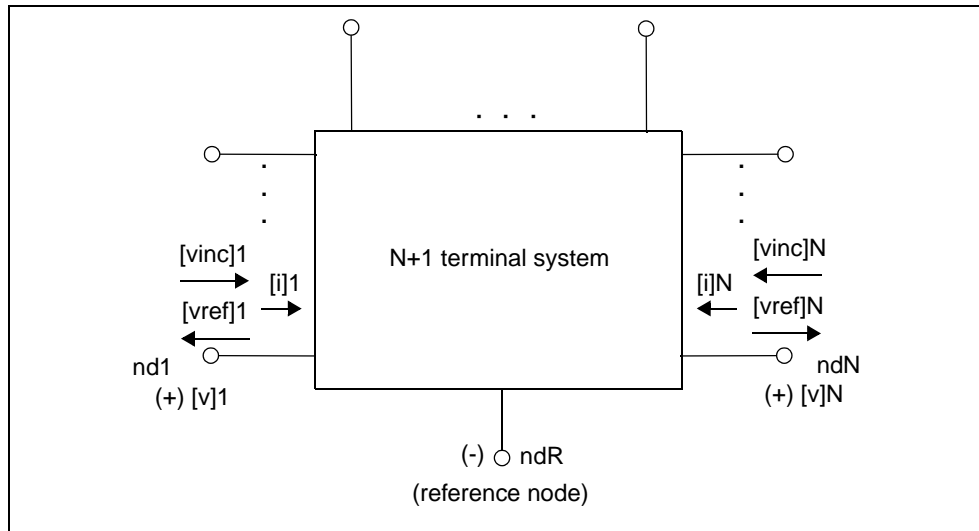 . . .
.
.
.
.
.
.
N+1 terminal system
[vinc]1
[vinc]N
[i]1
[i]N
[vref]1
[vref]N
nd1
ndN
(+) [v]1
(+) [v]N
(-) ndR
(reference node)